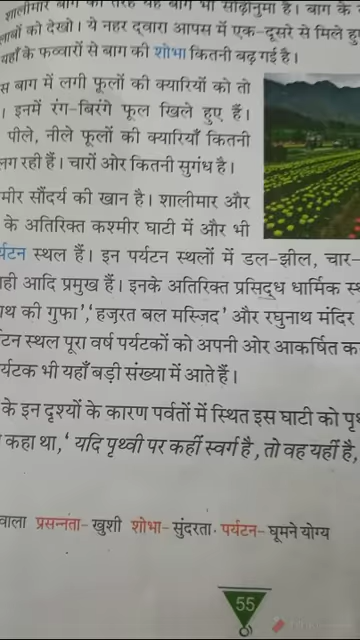 शालीमार बाग की तरह यह बाग भी सीढ़ीनुमा है। बाग के
को देखो। ये नहर द्वारा आपस में एक-दूसरे से मिले हुए
यहाँ के फव्वारों से बाग की शोभा कितनी बढ़ गई है।
स बाग में लगी फूलों की क्यारियों को तो
। इनमें रंग-बिरंगे फूल खिले हुए हैं।
पीले, नीले फूलों की क्यारियाँ कितनी
लग रही हैं। चारों ओर कितनी सुगंध है।
मीर सौंदर्य की खान है। शालीमार और
के अतिरिक्त कश्मीर घाटी में और भी
र्यटन स्थल हैं। इन पर्यटन स्थलों में डल-झील, चार-
ही आदि प्रमुख हैं। इनके अतिरिक्त प्रसिद्ध धार्मिक स्थ
नाथ की गुफा','हज़रत बल मस्जिद' और रघुनाथ मंदिर
टन स्थल पूरा वर्ष पर्यटकों को अपनी ओर आकर्षित क
र्यटक भी यहाँ बड़ी संख्या में आते हैं।
के इन दृश्यों के कारण पर्वतों में स्थित इस घाटी को पृथ
कहा था, 'यदि पृथ्वी पर कहीं स्वर्ग है, तो वह यहीं है,
वाला प्रसन्नता- खुशी शोभा- सुंदरता. पर्यटन- घूमने योग्य
55